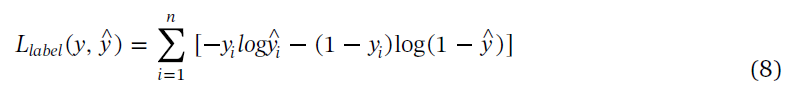 L_{label}(y, \hat{y}) = \sum_{i=1}^{n} [-y_i log\hat{y}_i - (1 - y_i)log(1 - \hat{y})]
(8)